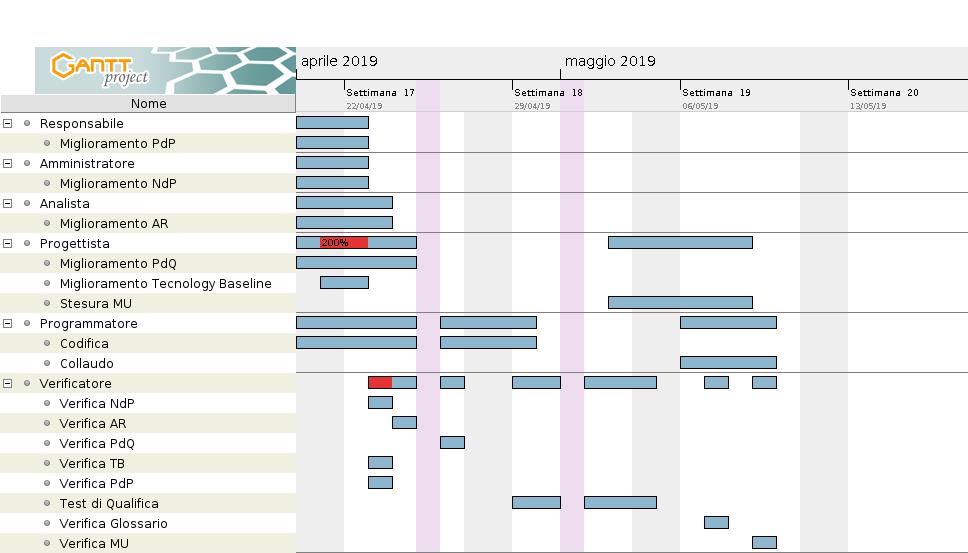 GANTT
project
aprile 2019
maggio 2019
Settimana 17
Settimana 18
Settimana 19
Settimana 20
22/04/19
29/04/19
06/05/19
13/05/19
Nome
Responsabile
Miglioramento PdP
Amministratore
Miglioramento NdP
Analista
Miglioramento AR
Progettista
200%
Miglioramento PdQ
Miglioramento Tecnology Baseline
Stesura MU
Programmatore
Codifica
Collaudo
Verificatore
Verifica NdP
Verifica AR
Verifica PdQ
Verifica TB
Verifica PdP
Test di Qualifica
Verifica Glossario
Verifica MU